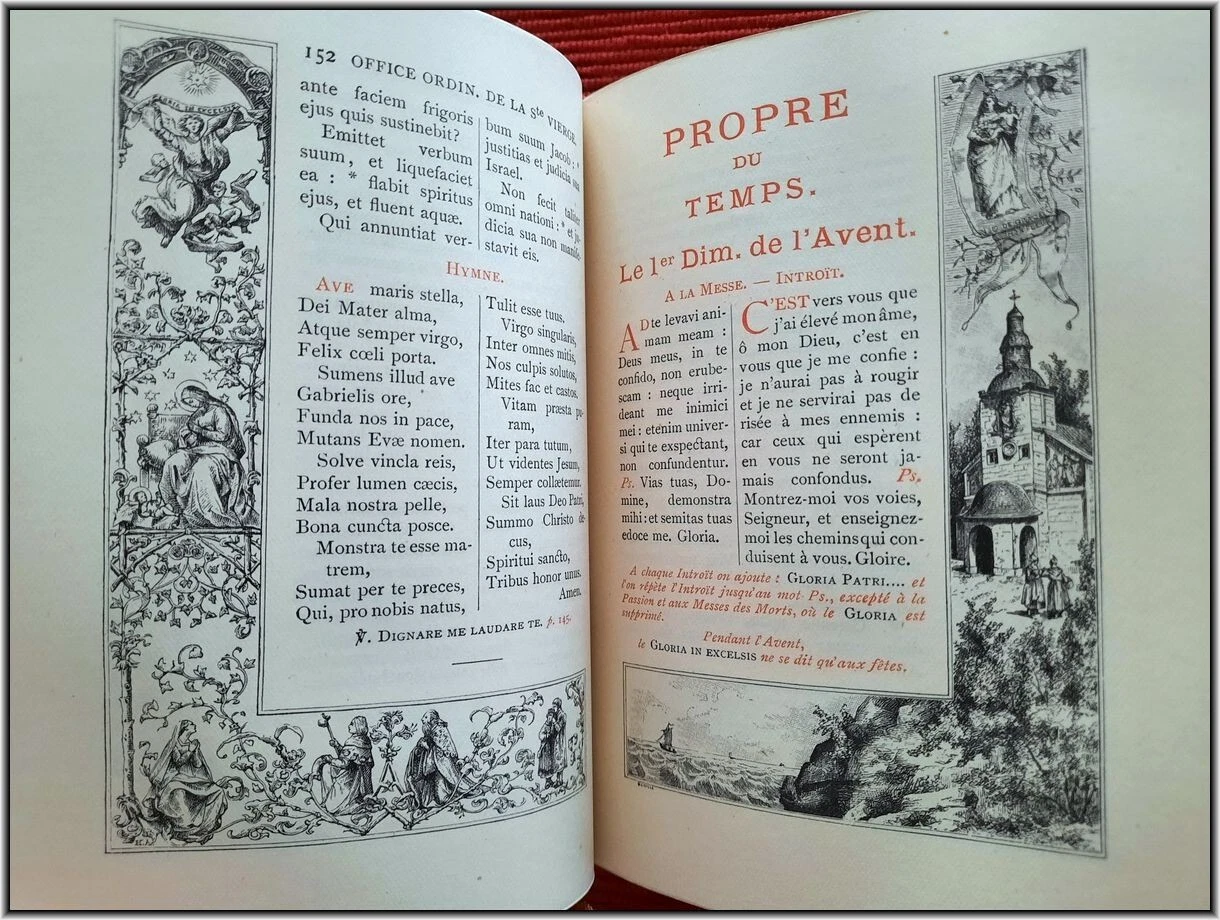 152 OFFICE ORDIN. DE LA Ste VIERGE.
ante faciem frigoris
ejus quis sustinebit?
Emittet verbum
suum, et liquefaciet
ea : * flabit spiritus
ejus, et fluent aquæ.
Qui annuntiat ver-
bum suum Jacob : *
justitias et judicia sua
Israel.
Non fecit taliter
omni nationi : * et ju-
dicia sua non manife-
stavit eis.
HYMNE.
AVE maris stella,
Dei Mater alma,
Atque semper virgo,
Felix cœli porta.
Sumens illud ave
Gabrielis ore,
Funda nos in pace,
Mutans Evæ nomen.
Solve vincla reis,
Profer lumen cæcis,
Mala nostra pelle,
Bona cuncta posce.
Monstra te esse ma-
trem,
Sumat per te preces,
Qui, pro nobis natus,
Tulit esse tuus.
Virgo singularis,
Inter omnes mitis,
Nos culpis solutos,
Mites fac et castos.
Vitam præsta pu-
ram,
Iter para tutum,
Ut videntes Jesum,
Semper collætemur.
Sit laus Deo Patri,
Summo Christo de-
cus,
Spiritui sancto,
Tribus honor unus.
Amen.
℣. DIGNARE ME LAUDARE TE. p. 145.
IN EXCELSIS
PROPRE
DU
TEMPS.
Le 1er Dim. de l'Avent.
A LA MESSE. — INTROÏT.
AD te levavi ani-
mam meam :
Deus meus, in te
confido, non erube-
scam : neque irri-
deant me inimici
mei : etenim univer-
si qui te exspectant,
non confundentur.
Ps. Vias tuas, Do-
mine, demonstra
mihi : et semitas tuas
edoce me. Gloria.
C'EST vers vous que
j'ai élevé mon âme,
ô mon Dieu, c'est en
vous que je me confie :
je n'aurai pas à rougir
et je ne servirai pas de
risée à mes ennemis :
car ceux qui espèrent
en vous ne seront ja-
mais confondus. Ps.
Montrez-moi vos voies,
Seigneur, et enseignez-
moi les chemins qui con-
duisent à vous. Gloire.
A chaque Introït on ajoute : GLORIA PATRI.... et
l'on répète l'Introït jusqu'au mot Ps., excepté à la
Passion et aux Messes des Morts, où le GLORIA est
supprimé.
Pendant l'Avent,
le GLORIA IN EXCELSIS ne se dit qu'aux fêtes.